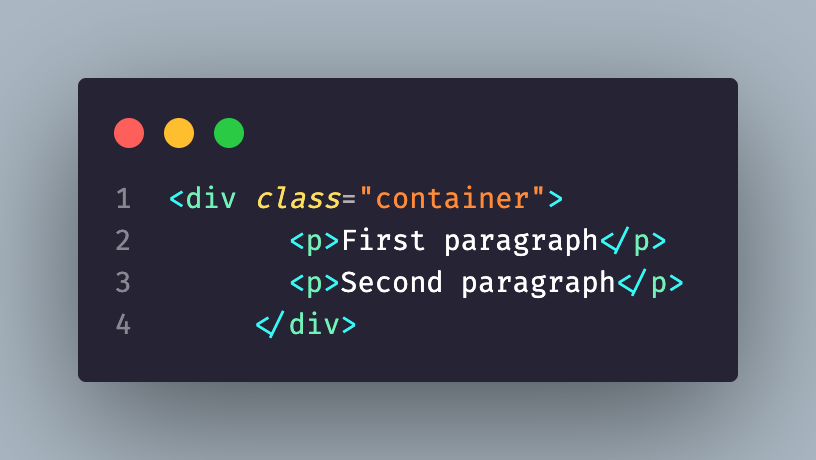 1 <div class="container">
2 <p>First paragraph</p>
3 <p>Second paragraph</p>
4 </div>